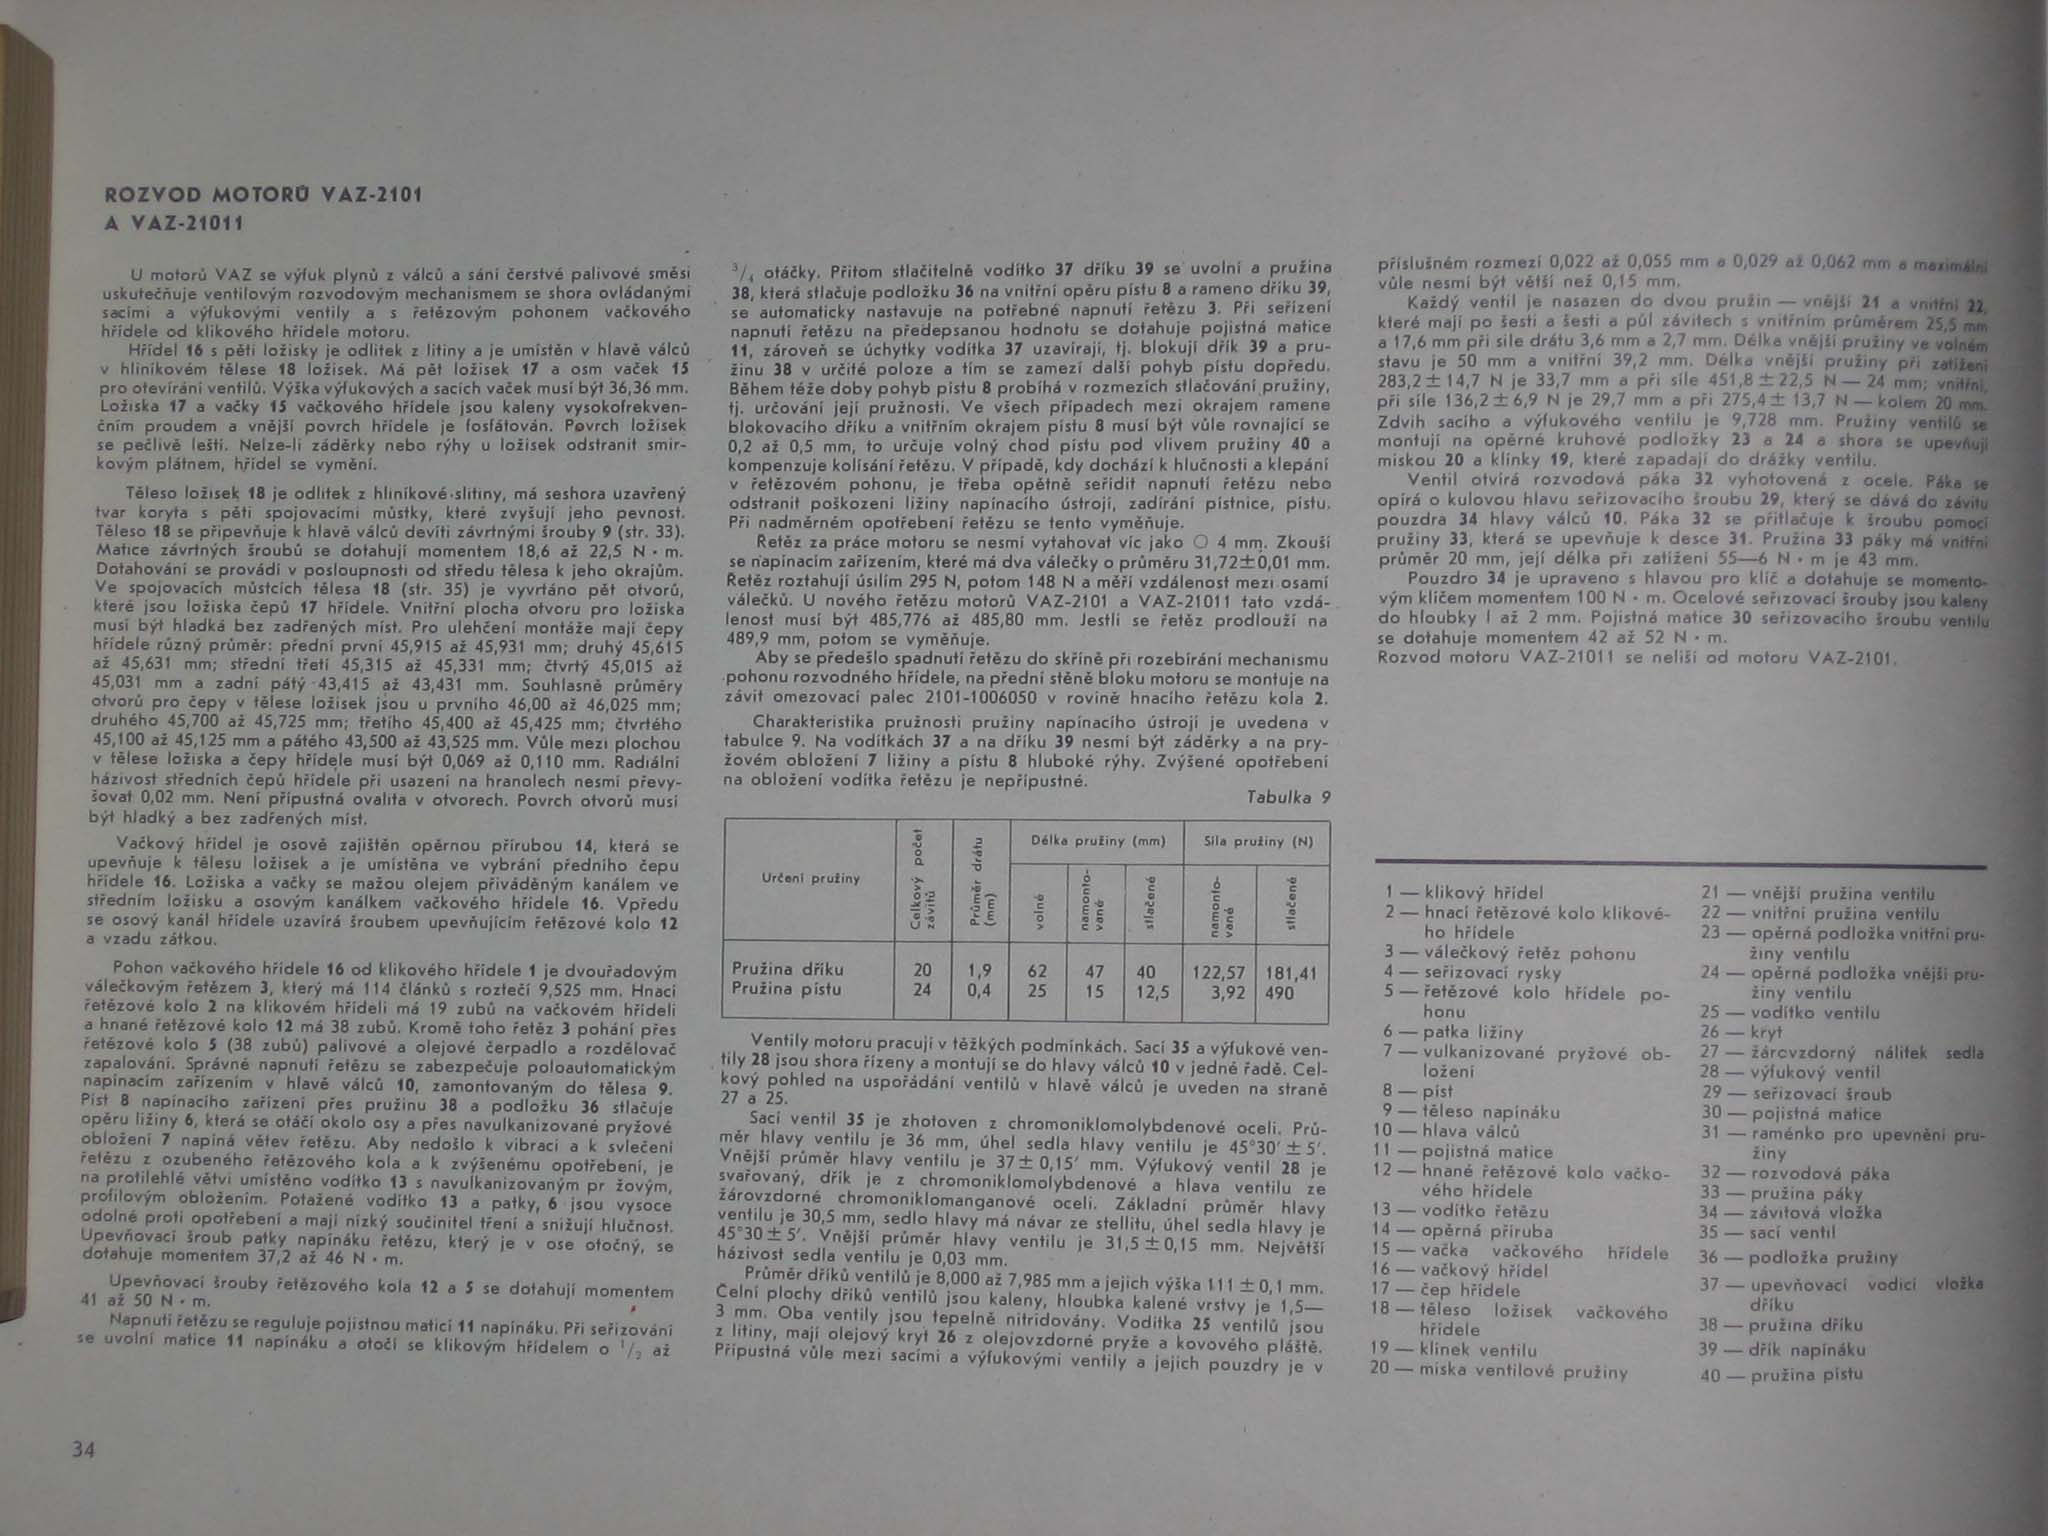 ROZVOD MOTORŮ VAZ-2101
A VAZ-21011
U motorů VAZ se výfuk plynů z válců a sání čerstvé palivové směsi
uskutečňuje ventilovým rozvodovým mechanismem se shora ovládanými
sacími a výfukovými ventily a s řetězovým pohonem vačkového
hřídele od klikového hřídele motoru.
Hřídel 16 s pěti ložisky je odlitek z litiny a je umístěn v hlavě válců
v hliníkovém tělese 18 ložisek. Má pět ložisek 17 a osm vaček 15
pro otevírání ventilů. Výška výfukových a sacích vaček musí být 36,36 mm.
Ložiska 17 a vačky 15 vačkového hřídele jsou kaleny vysokofrekven-
čním proudem a vnější povrch hřídele je fosfátován. Povrch ložisek
se pečlivě leští. Nelze-li záděrky nebo rýhy u ložisek odstranit smir-
kovým plátnem, hřídel se vymění.
Těleso ložisek 18 je odlitek z hliníkové slitiny, má seshora uzavřený
tvar koryta s pěti spojovacími můstky, které zvyšují jeho pevnost.
Těleso 18 se připevňuje k hlavě válců devíti závrtnými šrouby 9 (str. 33).
Matice závrtných šroubů se dotahují momentem 18,6 až 22,5 N · m.
Dotahování se provádí v posloupnosti od středu tělesa k jeho okrajům.
Ve spojovacích můstcích tělesa 18 (str. 35) je vyvrtáno pět otvorů,
které jsou ložiska čepů 17 hřídele. Vnitřní plocha otvoru pro ložiska
musí být hladká bez zadřených míst. Pro ulehčení montáže mají čepy
hřídele různý průměr: přední první 45,915 až 45,931 mm; druhý 45,615
až 45,631 mm; střední třetí 45,315 až 45,331 mm; čtvrtý 45,015 až
45,031 mm a zadní pátý 43,415 až 43,431 mm. Souhlasně průměry
otvorů pro čepy v tělese ložisek jsou u prvního 46,00 až 46,025 mm;
druhého 45,700 až 45,725 mm; třetího 45,400 až 45,425 mm; čtvrtého
45,100 až 45,125 mm a pátého 43,500 až 43,525 mm. Vůle mezi plochou
v tělese ložiska a čepy hřídele musí být 0,069 až 0,110 mm. Radiální
házivost středních čepů hřídele při usazení na hranolech nesmí převy-
šovat 0,02 mm. Není přípustná ovalita v otvorech. Povrch otvorů musí
být hladký a bez zadřených míst.
Vačkový hřídel je osově zajištěn opěrnou přírubou 14, která se
upevňuje k tělesu ložisek a je umístěna ve vybrání předního čepu
hřídele 16. Ložiska a vačky se mažou olejem přiváděným kanálem ve
středním ložisku a osovým kanálkem vačkového hřídele 16. Vpředu
se osový kanál hřídele uzavírá šroubem upevňujícím řetězové kolo 12
a vzadu zátkou.
Pohon vačkového hřídele 16 od klikového hřídele 1 je dvouřadovým
válečkovým řetězem 3, který má 114 článků s roztečí 9,525 mm. Hnací
řetězové kolo 2 na klikovém hřídeli má 19 zubů na vačkovém hřídeli
a hnané řetězové kolo 12 má 38 zubů. Kromě toho řetěz 3 pohání přes
řetězové kolo 5 (38 zubů) palivové a olejové čerpadlo a rozdělovač
zapalování. Správné napnutí řetězu se zabezpečuje poloautomatickým
napínacím zařízením v hlavě válců 10, zamontovaným do tělesa 9.
Píst 8 napínacího zařízení přes pružinu 38 a podložku 36 stlačuje
opěru ližiny 6, která se otáčí okolo osy a přes navulkanizované pryžové
obložení 7 napíná větev řetězu. Aby nedošlo k vibraci a k svlečení
řetězu z ozubeného řetězového kola a k zvýšenému opotřebení, je
na protilehlé větvi umístěno vodítko 13 s navulkanizovaným pr žovým,
profilovým obložením. Potažené vodítko 13 a patky, 6 jsou vysoce
odolné proti opotřebení a mají nízký součinitel tření a snižují hlučnost.
Upevňovací šroub patky napínáku řetězu, který je v ose otočný, se
dotahuje momentem 37,2 až 46 N · m.
Upevňovací šrouby řetězového kola 12 a 5 se dotahují momentem
41 až 50 N · m.
Napnutí řetězu se reguluje pojistnou maticí 11 napínáku. Při seřizování
se uvolní matice 11 napínáku a otočí se klikovým hřídelem o 1/2 až
3/4 otáčky. Přitom stlačitelně vodítko 37 dříku 39 se uvolní a pružina
38, která stlačuje podložku 36 na vnitřní opěru pístu 8 a rameno dříku 39,
se automaticky nastavuje na potřebné napnutí řetězu 3. Při seřízení
napnutí řetězu na předepsanou hodnotu se dotahuje pojistná matice
11, zároveň se úchytky vodítka 37 uzavírají, tj. blokují dřík 39 a pru-
žinu 38 v určité poloze a tím se zamezí další pohyb pístu dopředu.
Během téže doby pohyb pístu 8 probíhá v rozmezích stlačování pružiny,
tj. určování její pružnosti. Ve všech případech mezi okrajem ramene
blokovacího dříku a vnitřním okrajem pístu 8 musí být vůle rovnající se
0,2 až 0,5 mm, to určuje volný chod pístu pod vlivem pružiny 40 a
kompenzuje kolísání řetězu. V případě, kdy dochází k hlučnosti a klepání
v řetězovém pohonu, je třeba opětně seřídit napnutí řetězu nebo
odstranit poškození ližiny napínacího ústrojí, zadírání pístnice, pístu.
Při nadměrném opotřebení řetězu se tento vyměňuje.
Řetěz za práce motoru se nesmí vytahovat víc jako O 4 mm. Zkouší
se napínacím zařízením, které má dva válečky o průměru 31,72±0,01 mm.
Řetěz roztahují úsilím 295 N, potom 148 N a měří vzdálenost mezi osami
válečků. U nového řetězu motorů VAZ-2101 a VAZ-21011 tato vzdá-
lenost musí být 485,776 až 485,80 mm. Jestli se řetěz prodlouží na
489,9 mm, potom se vyměňuje.
Aby se předešlo spadnutí řetězu do skříně při rozebírání mechanismu
pohonu rozvodného hřídele, na přední stěně bloku motoru se montuje na
závit omezovací palec 2101-1006050 v rovině hnacího řetězu kola 2.
Charakteristika pružnosti pružiny napínacího ústrojí je uvedena v
tabulce 9. Na vodítkách 37 a na dříku 39 nesmí být záděrky a na pry-
žovém obložení 7 ližiny a pístu 8 hluboké rýhy. Zvýšené opotřebení
na obložení vodítka řetězu je nepřípustné.
Tabulka 9
Určení pružiny
Celkový počet
závitů
Průměr drátu
(mm)
Délka pružiny (mm)
Síla pružiny (N)
volné
namonto-
vané
stlačené
namonto-
vané
stlačené
Pružina dříku 20 1,9 62 47 40 122,57 181,41
Pružina pístu 24 0,4 25 15 12,5 3,92 490
Ventily motoru pracují v těžkých podmínkách. Sací 35 a výfukové ven-
tily 28 jsou shora řízeny a montují se do hlavy válců 10 v jedné řadě. Cel-
kový pohled na uspořádání ventilů v hlavě válců je uveden na straně
27 a 25.
Sací ventil 35 je zhotoven z chromoniklomolybdenové oceli. Prů-
měr hlavy ventilu je 36 mm, úhel sedla hlavy ventilu je 45°30′ ± 5′.
Vnější průměr hlavy ventilu je 37± 0,15′ mm. Výfukový ventil 28 je
svařovaný, dřík je z chromoniklomolybdenové a hlava ventilu ze
žárovzdorné chromoniklomanganové oceli. Základní průměr hlavy
ventilu je 30,5 mm, sedlo hlavy má návar ze stellitu, úhel sedla hlavy je
45°30 ± 5′. Vnější průměr hlavy ventilu je 31,5 ± 0,15 mm. Největší
házivost sedla ventilu je 0,03 mm.
Průměr dříků ventilů je 8,000 až 7,985 mm a jejich výška 111 ± 0,1 mm.
Čelní plochy dříků ventilů jsou kaleny, hloubka kalené vrstvy je 1,5—
3 mm. Oba ventily jsou tepelně nitridovány. Vodítka 25 ventilů jsou
z litiny, mají olejový kryt 26 z olejovzdorné pryže a kovového pláště.
Přípustná vůle mezi sacími a výfukovými ventily a jejich pouzdry je v
příslušném rozmezí 0,022 až 0,055 mm a 0,029 až 0,062 mm a maximální
vůle nesmí být větší než 0,15 mm.
Každý ventil je nasazen do dvou pružin — vnější 21 a vnitřní 22,
které mají po šesti a šesti a půl závitech s vnitřním průměrem 25,5 mm
a 17,6 mm při síle drátu 3,6 mm a 2,7 mm. Délka vnější pružiny ve volném
stavu je 50 mm a vnitřní 39,2 mm. Délka vnější pružiny při zatížení
283,2 ± 14,7 N je 33,7 mm a při síle 451,8 ± 22,5 N — 24 mm; vnitřní,
při síle 136,2 ± 6,9 N je 29,7 mm a při 275,4 ± 13,7 N — kolem 20 mm.
Zdvih sacího a výfukového ventilu je 9,728 mm. Pružiny ventilů se
montují na opěrné kruhové podložky 23 a 24 a shora se upevňují
miskou 20 a klínky 19, které zapadají do drážky ventilu.
Ventil otvírá rozvodová páka 32 vyhotovená z ocele. Páka se
opírá o kulovou hlavu seřizovacího šroubu 29, který se dává do závitu
pouzdra 34 hlavy válců 10. Páka 32 se přitlačuje k šroubu pomocí
pružiny 33, která se upevňuje k desce 31. Pružina 33 páky má vnitřní
průměr 20 mm, její délka při zatížení 55—6 N · m je 43 mm.
Pouzdro 34 je upraveno s hlavou pro klíč a dotahuje se momento-
vým klíčem momentem 100 N · m. Ocelové seřizovací šrouby jsou kaleny
do hloubky I až 2 mm. Pojistná matice 30 seřizovacího šroubu ventilu
se dotahuje momentem 42 až 52 N · m.
Rozvod motoru VAZ-21011 se neliší od motoru VAZ-2101.
1 — klikový hřídel
2 — hnací řetězové kolo klikové-
ho hřídele
3 — válečkový řetěz pohonu
4 — seřizovací rysky
5 — řetězové kolo hřídele po-
honu
6 — patka ližiny
7 — vulkanizované pryžové ob-
ložení
8 — píst
9 — těleso napínáku
10 — hlava válců
11 — pojistná matice
12 — hnané řetězové kolo vačko-
vého hřídele
13 — vodítko řetězu
14 — opěrná příruba
15 — vačka vačkového hřídele
16 — vačkový hřídel
17 — čep hřídele
18 — těleso ložisek vačkového
hřídele
19 — klínek ventilu
20 — miska ventilové pružiny
21 — vnější pružina ventilu
22 — vnitřní pružina ventilu
23 — opěrná podložka vnitřní pru-
žiny ventilu
24 — opěrná podložka vnější pru-
žiny ventilu
25 — vodítko ventilu
26 — kryt
27 — žárcvzdorný nálitek sedla
28 — výfukový ventil
29 — seřizovací šroub
30 — pojistná matice
31 — raménko pro upevnění pru-
žiny
32 — rozvodová páka
33 — pružina páky
34 — závitová vložka
35 — sací ventil
36 — podložka pružiny
37 — upevňovací vodicí vložka
dříku
38 — pružina dříku
39 — dřík napínáku
40 — pružina pístu
34